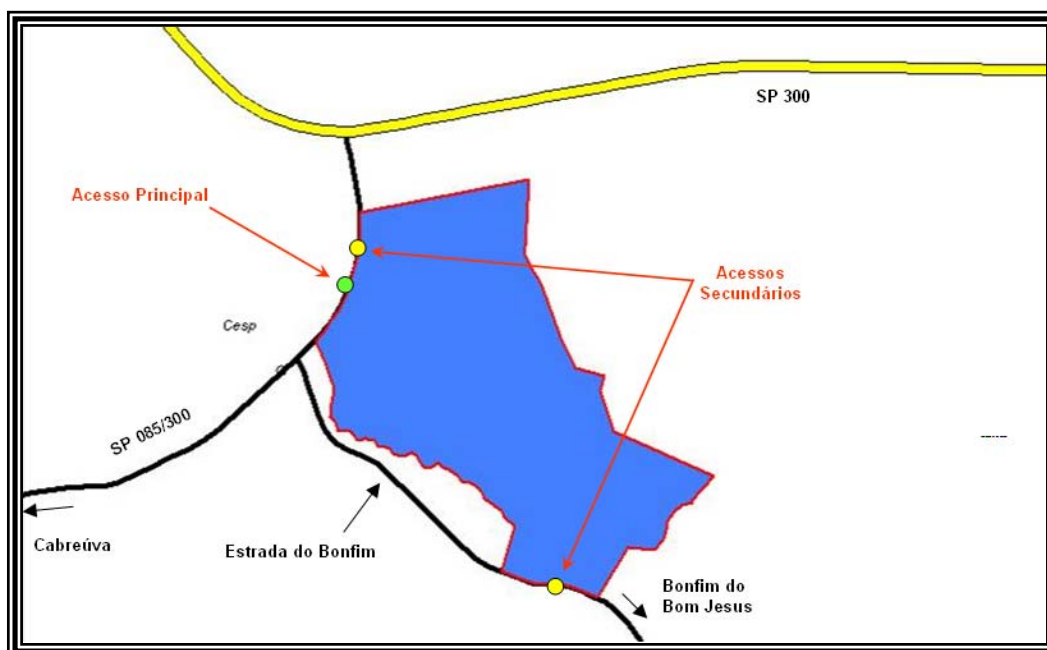 SP 300
Acesso Principal
Acessos
Secundários
Cesp
SP 085/300
Cabreúva
Estrada do Bonfim
Bonfim do
Bom Jesus